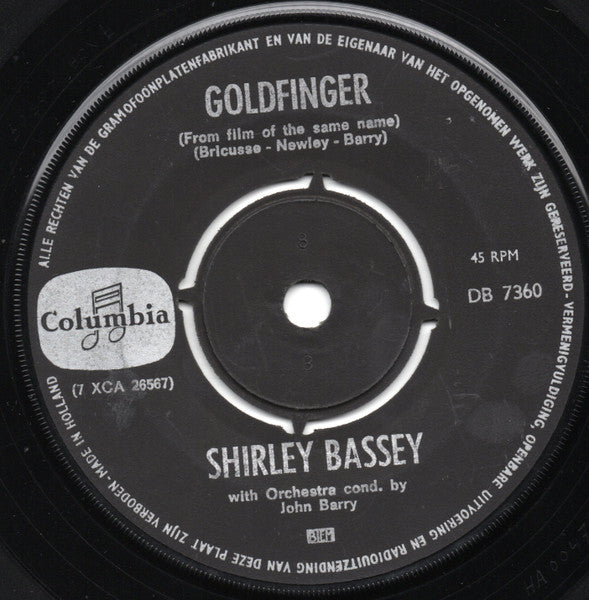 ALLE RECHTEN VAN DE GRAMOFOONPLATENFABRIKANT EN VAN DE EIGENAAR VAN HET OPGENOMEN WERK ZIJN GERESERVEERD - VERMENIGVULDIGING, OPENBARE UITVOERING EN RADIOUITZENDING VAN DEZE PLAAT ZIJN VERBODEN - MADE IN HOLLAND
GOLDFINGER
(From film of the same name)
(Bricusse - Newley - Barry)
8
45 RPM
DB 7360
Columbia
(7 XCA 26567)
SHIRLEY BASSEY
with Orchestra cond. by
John Barry
BIEM